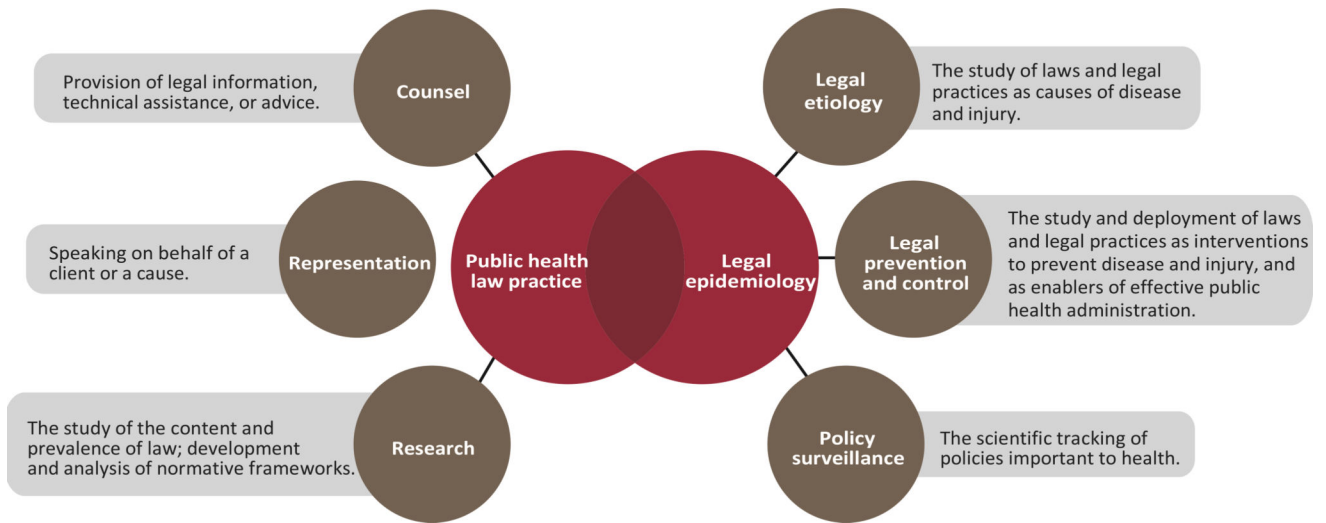 Counsel
Provision of legal information,
technical assistance, or advice.
Representation
Speaking on behalf of a
client or a cause.
Research
The study of the content and
prevalence of law; development
and analysis of normative frameworks.
Public health
law practice
Legal
epidemiology
Legal
etiology
The study of laws and legal
practices as causes of disease
and injury.
Legal
prevention
and control
The study and deployment of laws
and legal practices as interventions
to prevent disease and injury, and
as enablers of effective public
health administration.
Policy
surveillance
The scientific tracking of
policies important to health.